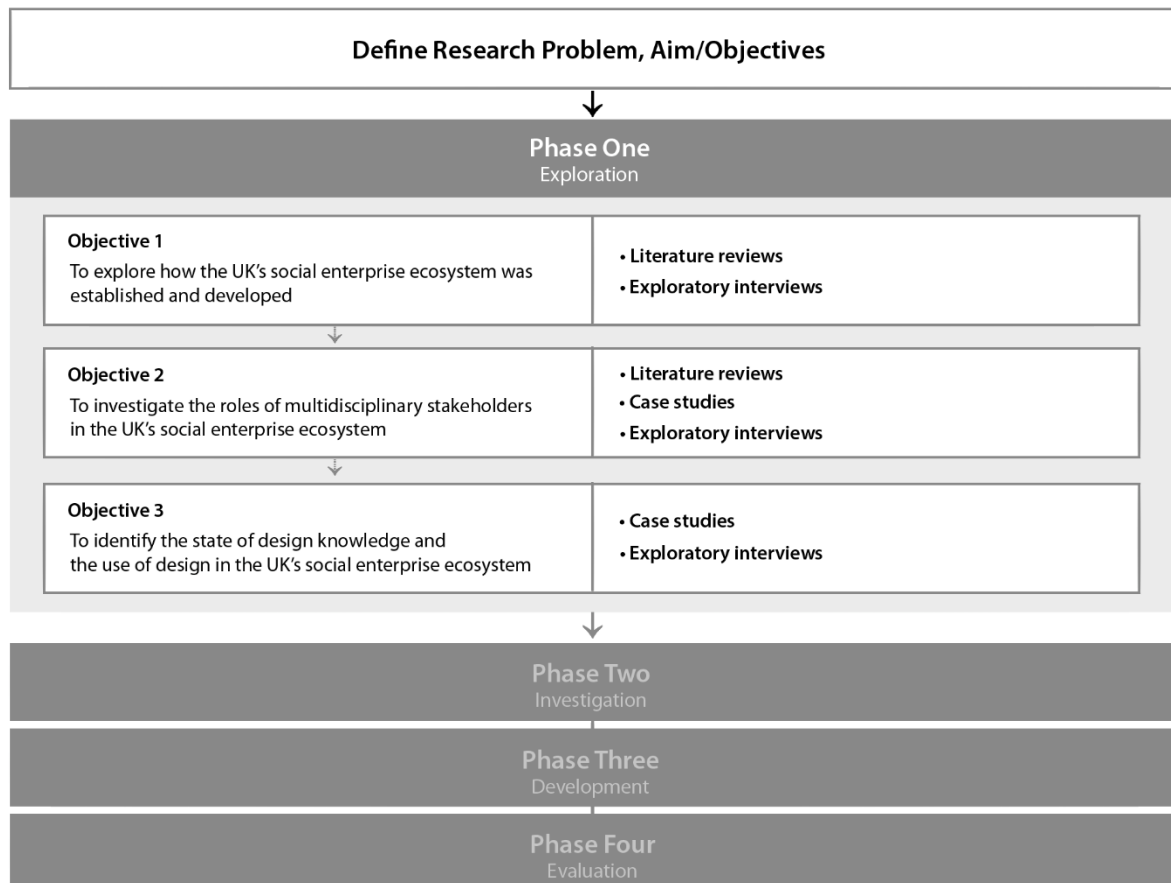 Define Research Problem, Aim/Objectives
Phase One
Exploration
Objective 1
To explore how the UK's social enterprise ecosystem was
established and developed
• Literature reviews
• Exploratory interviews
Objective 2
To investigate the roles of multidisciplinary stakeholders
in the UK's social enterprise ecosystem
• Literature reviews
• Case studies
• Exploratory interviews
Objective 3
To identify the state of design knowledge and
the use of design in the UK's social enterprise ecosystem
• Case studies
• Exploratory interviews
Phase Two
Investigation
Phase Three
Development
Phase Four
Evaluation